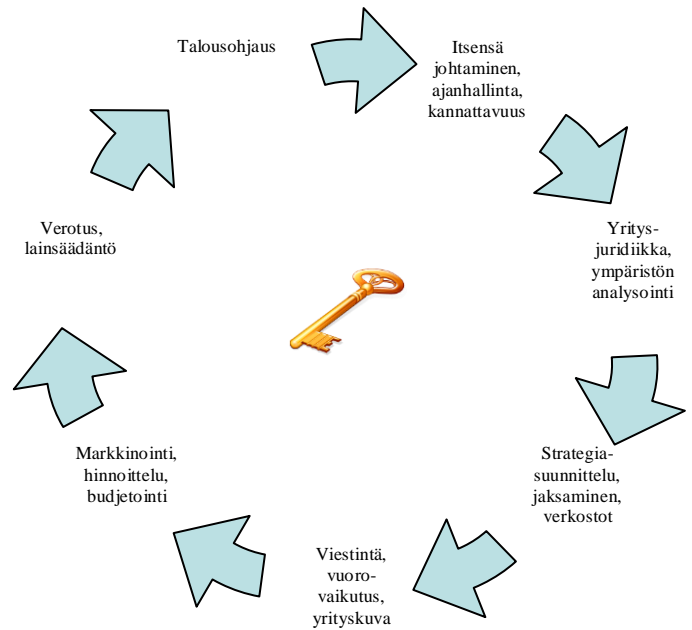 Talousohjaus
Itsensä
johtaminen,
ajanhallinta,
kannattavuus
Yritys-
juridiikka,
ympäristön
analysointi
Strategia-
suunnittelu,
jaksaminen,
verkostot
Viestintä,
vuoro-
vaikutus,
yrityskuva
Markkinointi,
hinnoittelu,
budjetointi
Verotus,
lainsäädäntö